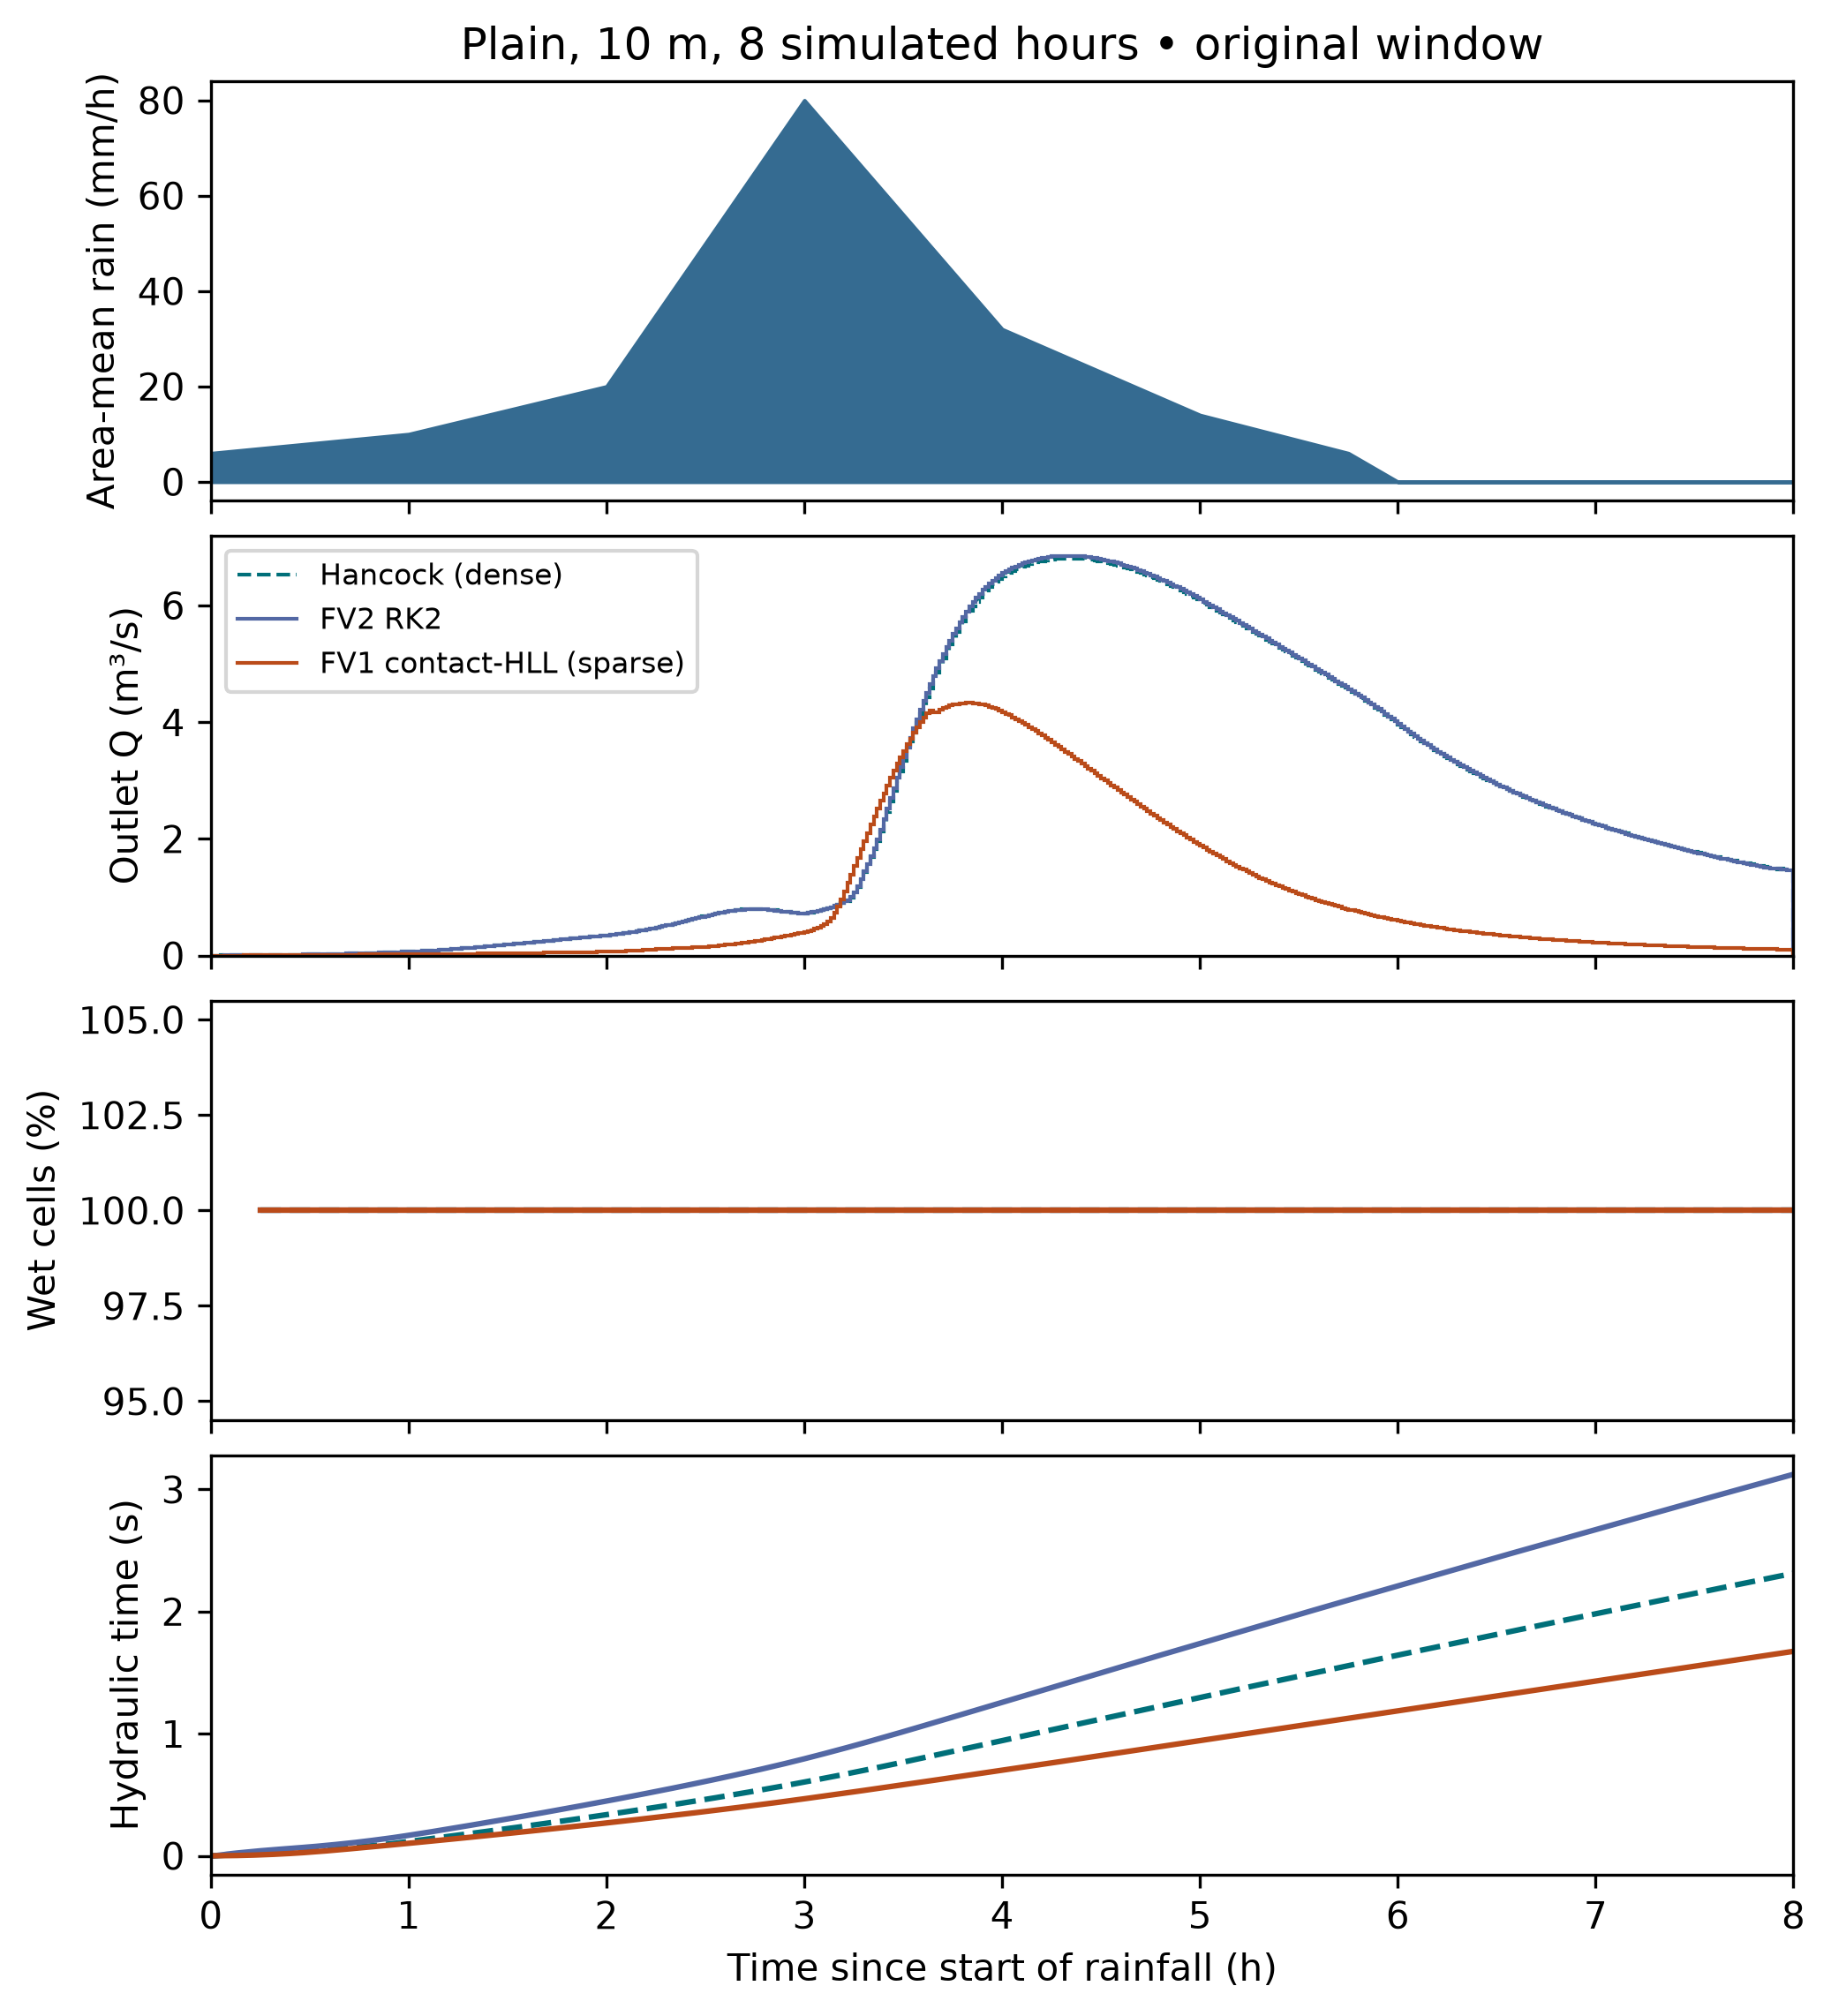 Plain, 10 m, 8 simulated hours • original window
Area-mean rain (mm/h)
80
60
40
20
0
Outlet Q (m³/s)
6
4
2
0
Hancock (dense)
FV2 RK2
FV1 contact-HLL (sparse)
Wet cells (%)
105.0
102.5
100.0
97.5
95.0
Hydraulic time (s)
3
2
1
0
0 1 2 3 4 5 6 7 8
Time since start of rainfall (h)